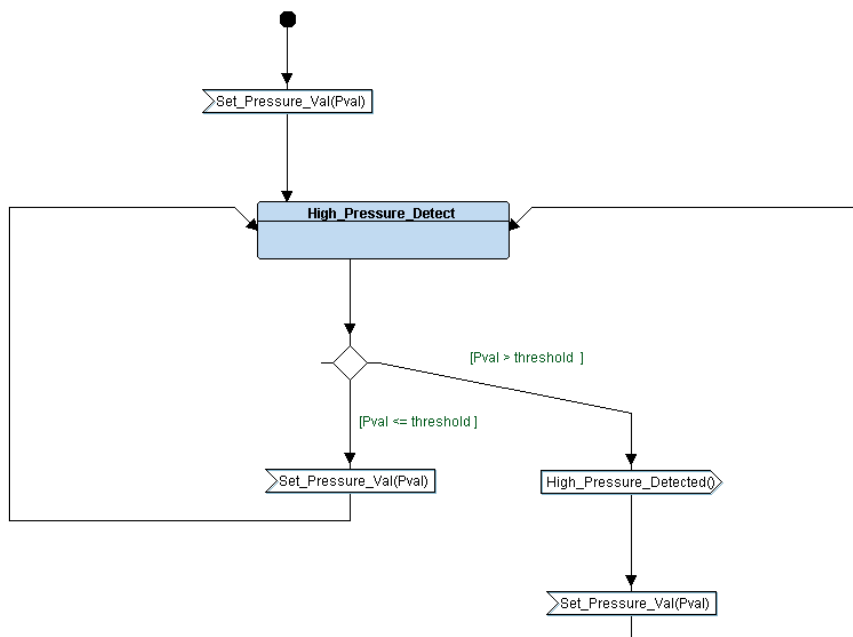 Set_Pressure_Val(Pval)
High_Pressure_Detect
[Pval > threshold  ]
[Pval <= threshold ]
Set_Pressure_Val(Pval)
High_Pressure_Detected()
Set_Pressure_Val(Pval)